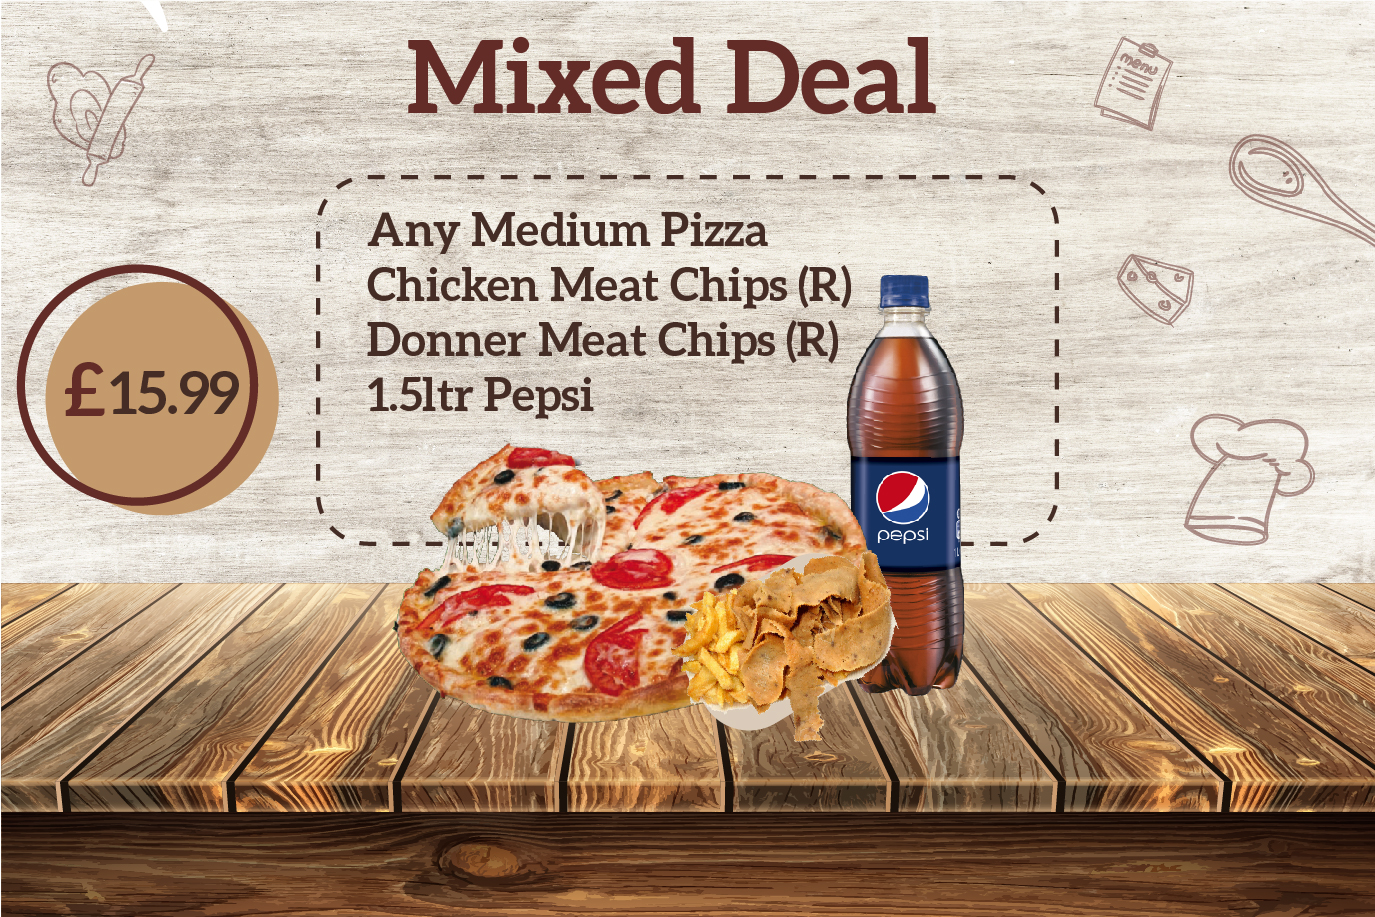 Mixed Deal
menu
Any Medium Pizza
Chicken Meat Chips (R)
Donner Meat Chips (R)
1.5ltr Pepsi
£15.99
pepsi